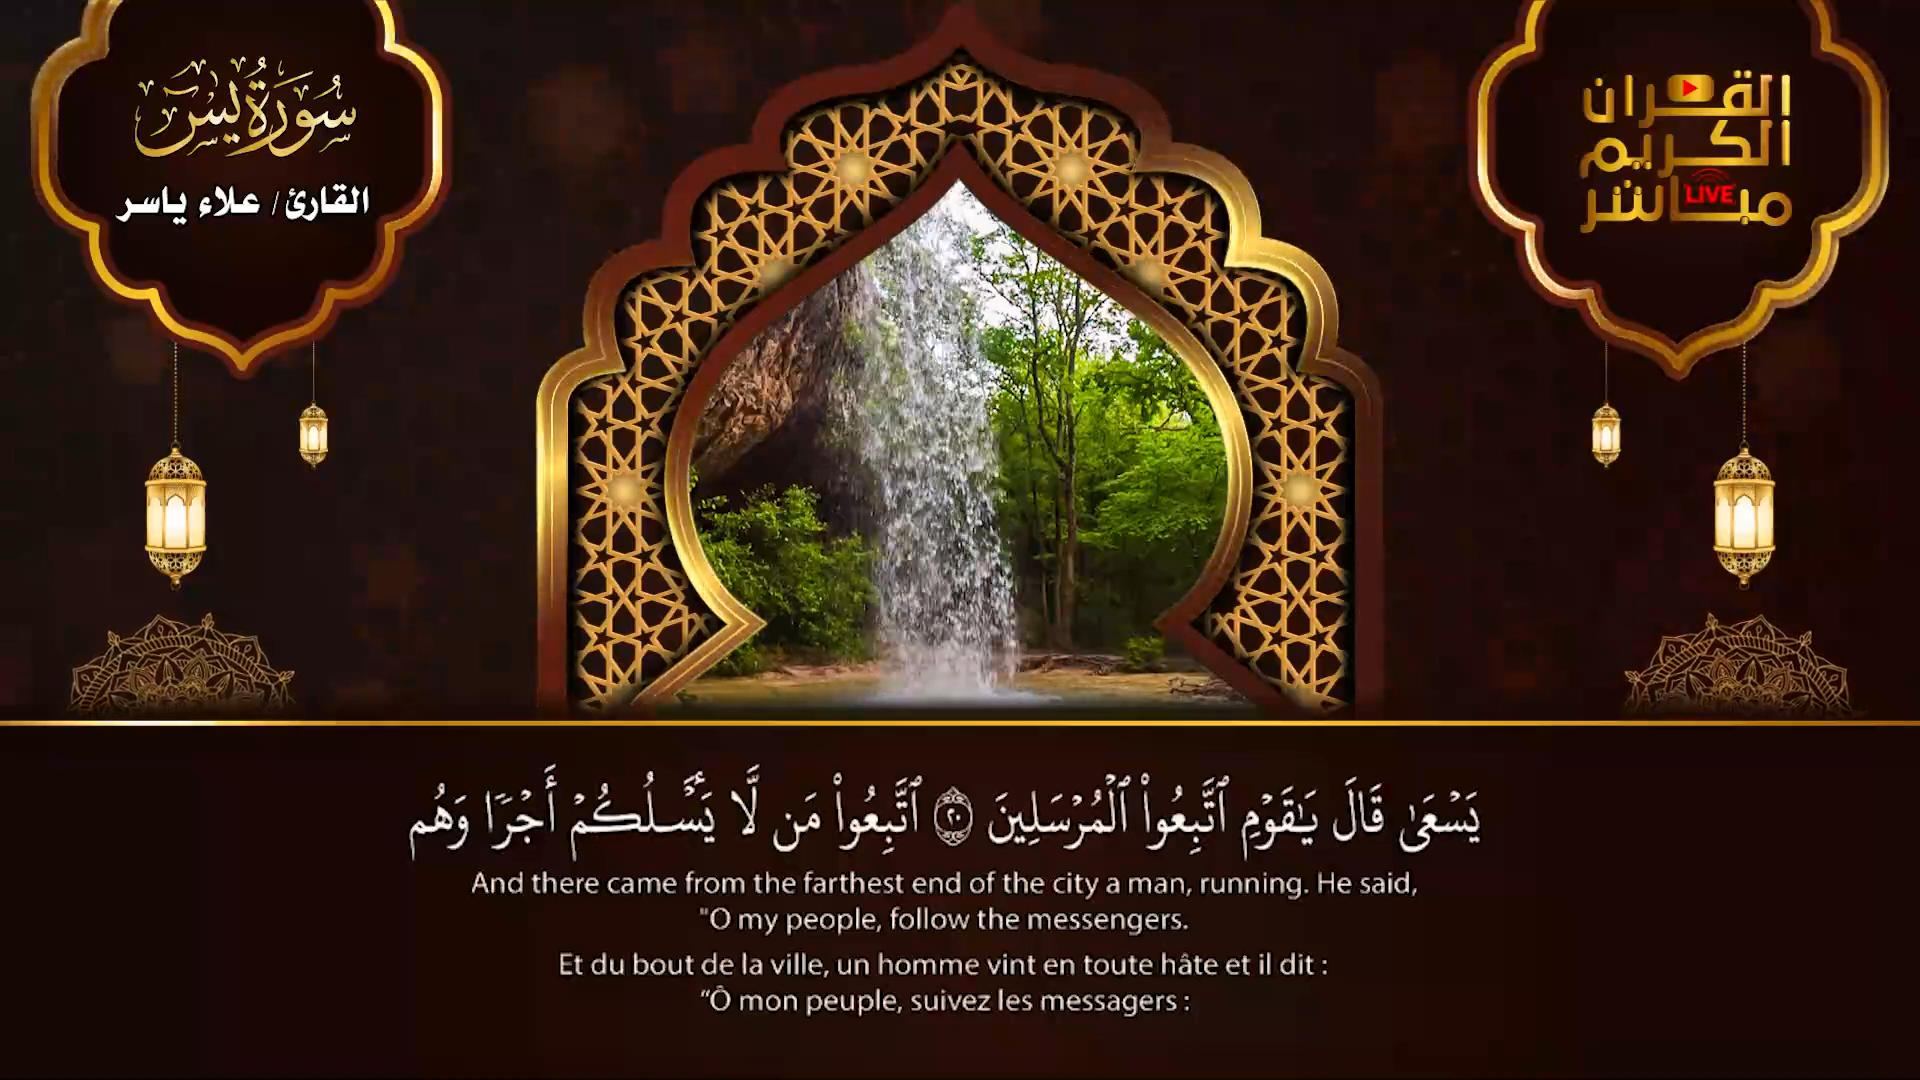 سُورَةُ يسٓ
القارئ / علاء ياسر
القران
الكريم
مباشر
LIVE
يَسْعَىٰ قَالَ يَٰقَوْمِ ٱتَّبِعُوا۟ ٱلْمُرْسَلِينَ ٢٠ ٱتَّبِعُوا۟ مَن لَّا يَسْـَٔلُكُمْ أَجْرًا وَهُم
And there came from the farthest end of the city a man, running. He said,
"O my people, follow the messengers.
Et du bout de la ville, un homme vint en toute hâte et il dit :
“Ô mon peuple, suivez les messagers :